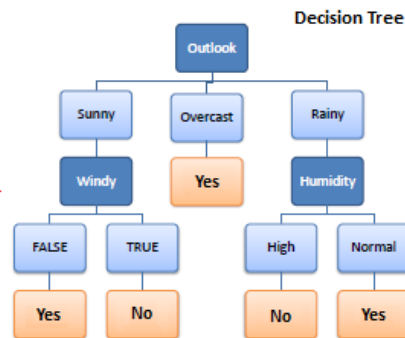 Decision Tree
Outlook
Sunny
Overcast
Rainy
Windy
Yes
Humidity
FALSE
TRUE
High
Normal
Yes
No
No
Yes